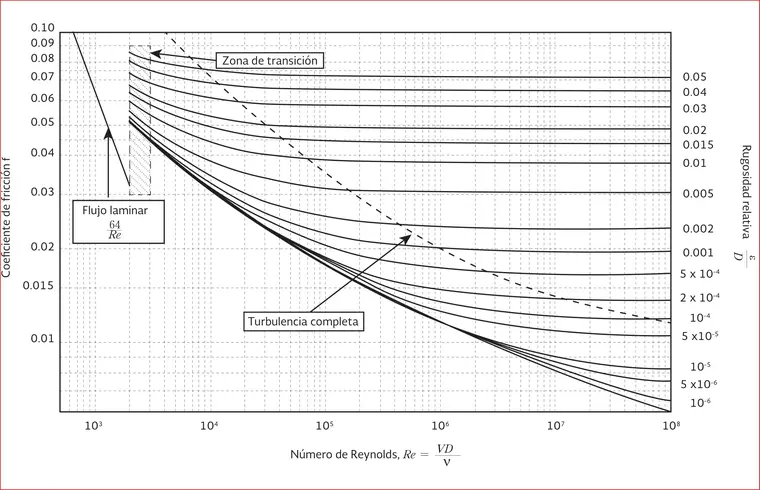 0.10
0.09
0.08
0.07
0.06
0.05
0.04
0.03
0.02
0.015
0.01
Coeficiente de fricción f
Zona de transición
Flujo laminar
64
Re
Turbulencia completa
0.05
0.04
0.03
0.02
0.015
0.01
0.005
0.002
0.001
5 x 10⁻⁴
2 x 10⁻⁴
10⁻⁴
5 x10⁻⁵
10⁻⁵
5 x10⁻⁶
10⁻⁶
Rugosidad relativa ε/D
10³ 10⁴ 10⁵ 10⁶ 10⁷ 10⁸
Número de Reynolds, Re = VD/ν